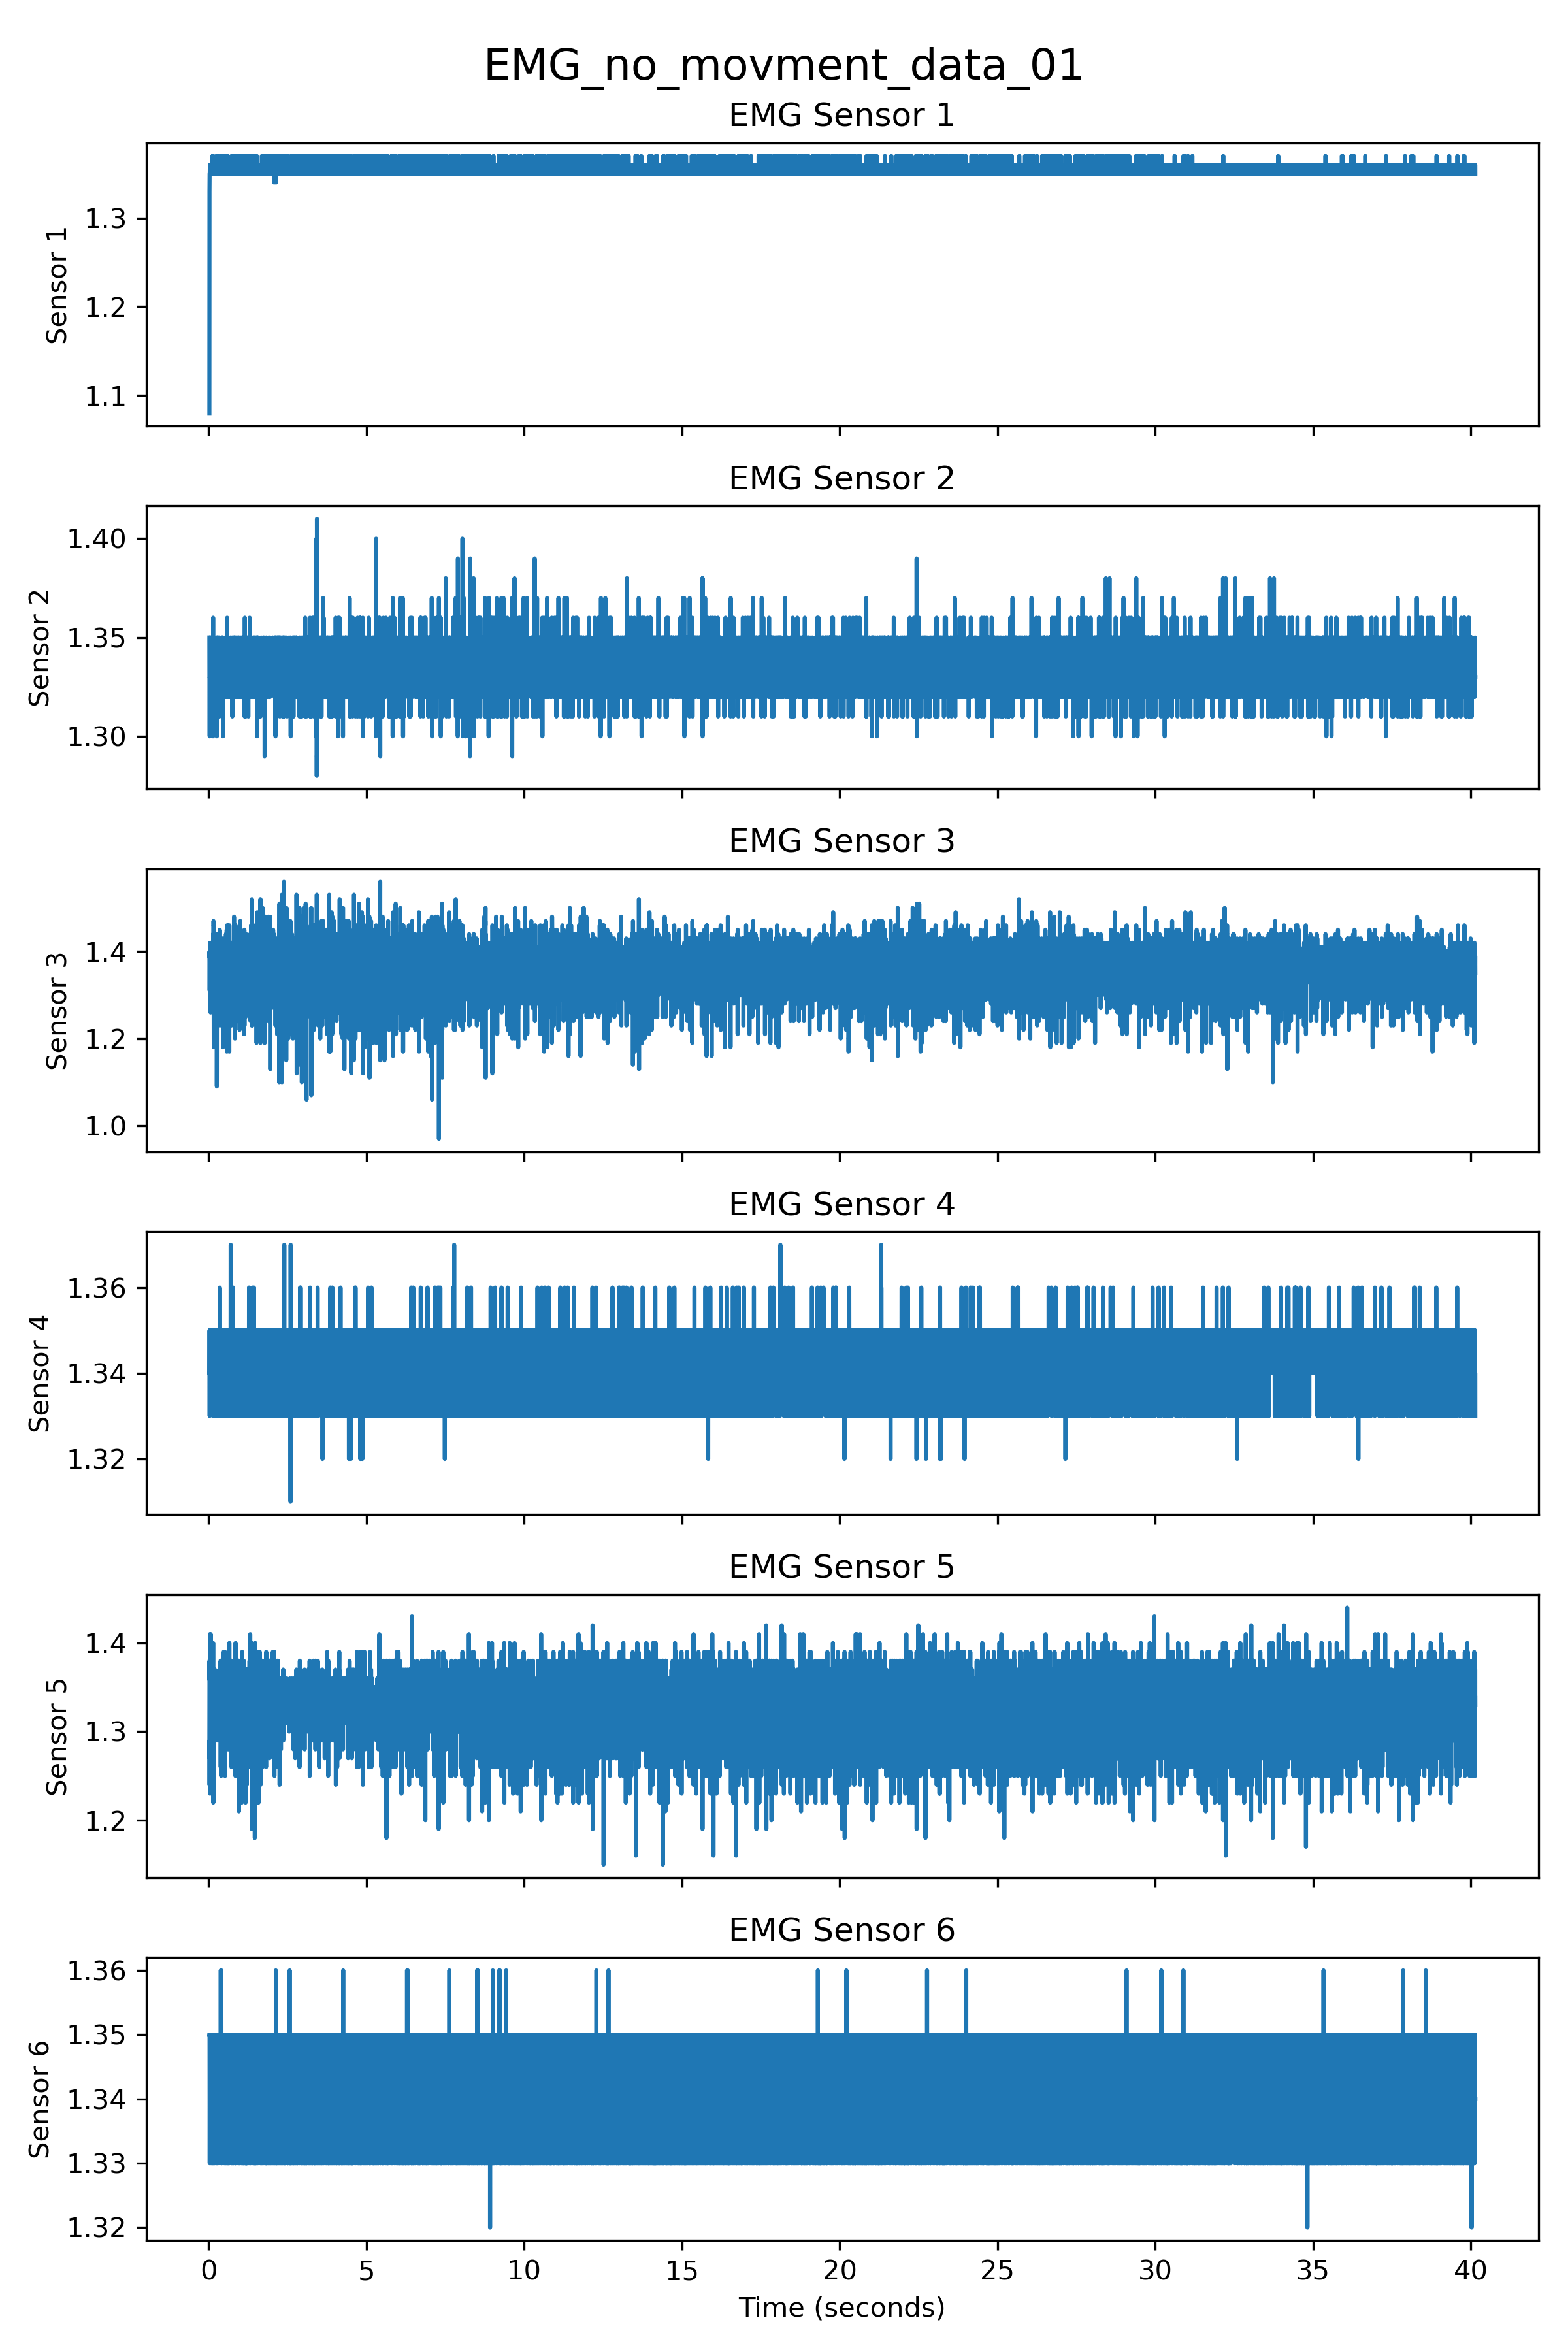 EMG_no_movment_data_01
EMG Sensor 1
Sensor 1
1.3
1.2
1.1
EMG Sensor 2
Sensor 2
1.40
1.35
1.30
EMG Sensor 3
Sensor 3
1.4
1.2
1.0
EMG Sensor 4
Sensor 4
1.36
1.34
1.32
EMG Sensor 5
Sensor 5
1.4
1.3
1.2
EMG Sensor 6
Sensor 6
1.36
1.35
1.34
1.33
1.32
0 5 10 15 20 25 30 35 40
Time (seconds)